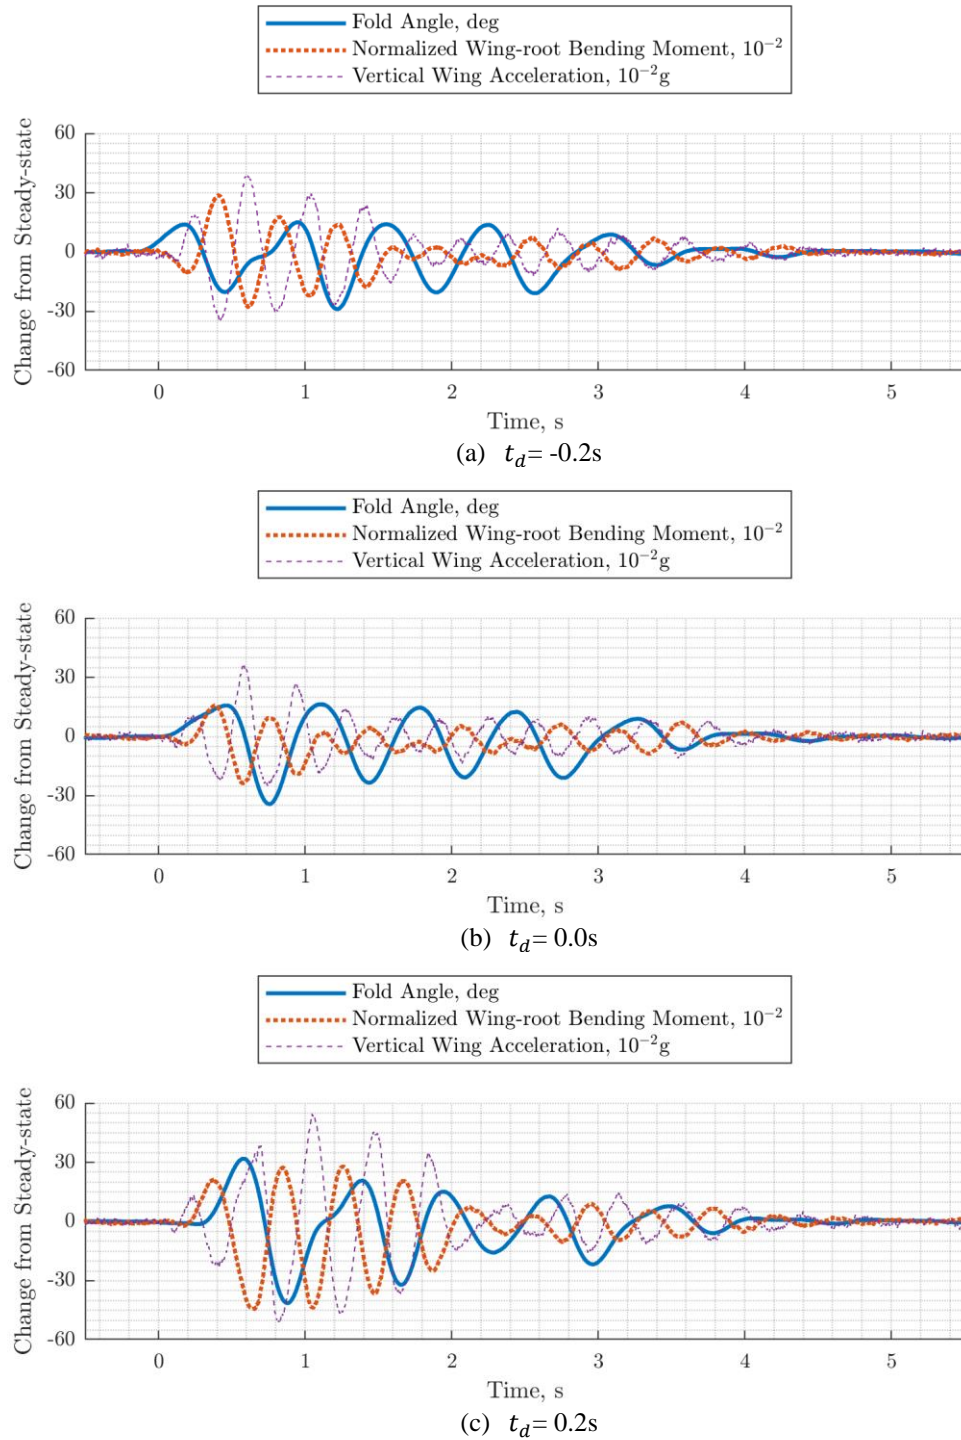 Fold Angle, deg
Normalized Wing-root Bending Moment, 10⁻²
Vertical Wing Acceleration, 10⁻²g
Change from Steady-state
60
30
0
-30
-60
0 1 2 3 4 5
Time, s
(a) t_d= -0.2s
Fold Angle, deg
Normalized Wing-root Bending Moment, 10⁻²
Vertical Wing Acceleration, 10⁻²g
Change from Steady-state
60
30
0
-30
-60
0 1 2 3 4 5
Time, s
(b) t_d= 0.0s
Fold Angle, deg
Normalized Wing-root Bending Moment, 10⁻²
Vertical Wing Acceleration, 10⁻²g
Change from Steady-state
60
30
0
-30
-60
0 1 2 3 4 5
Time, s
(c) t_d= 0.2s